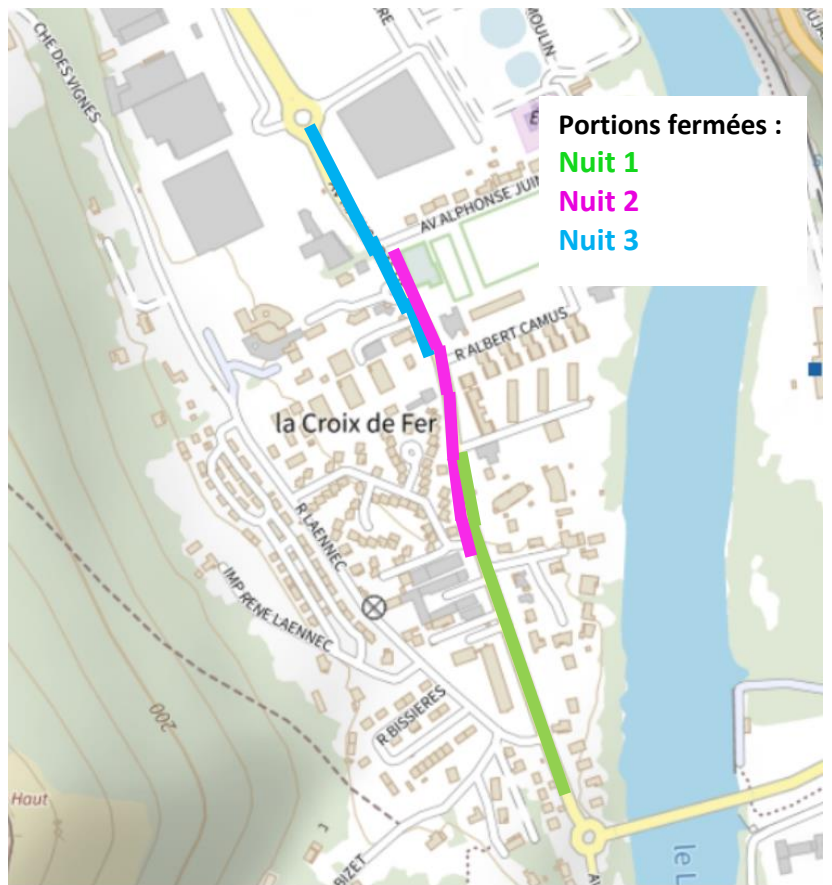 CHE DES VIGNES
MOULIN
Portions fermées :
Nuit 1
Nuit 2
Nuit 3
AV ALPHONSE JUIN
R ALBERT CAMUS
la Croix de Fer
R LAENNEC
IMP RENE LAENNEC
R BISSIERES
200
Haut
BIZET
le L